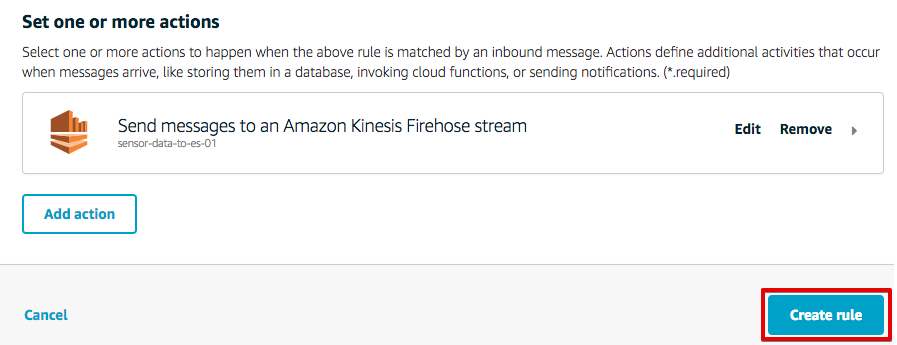 Set one or more actions
Select one or more actions to happen when the above rule is matched by an inbound message. Actions define additional activities that occur
when messages arrive, like storing them in a database, invoking cloud functions, or sending notifications. (*.required)
Send messages to an Amazon Kinesis Firehose stream
sensor-data-to-es-01
Edit Remove
Add action
Cancel
Create rule